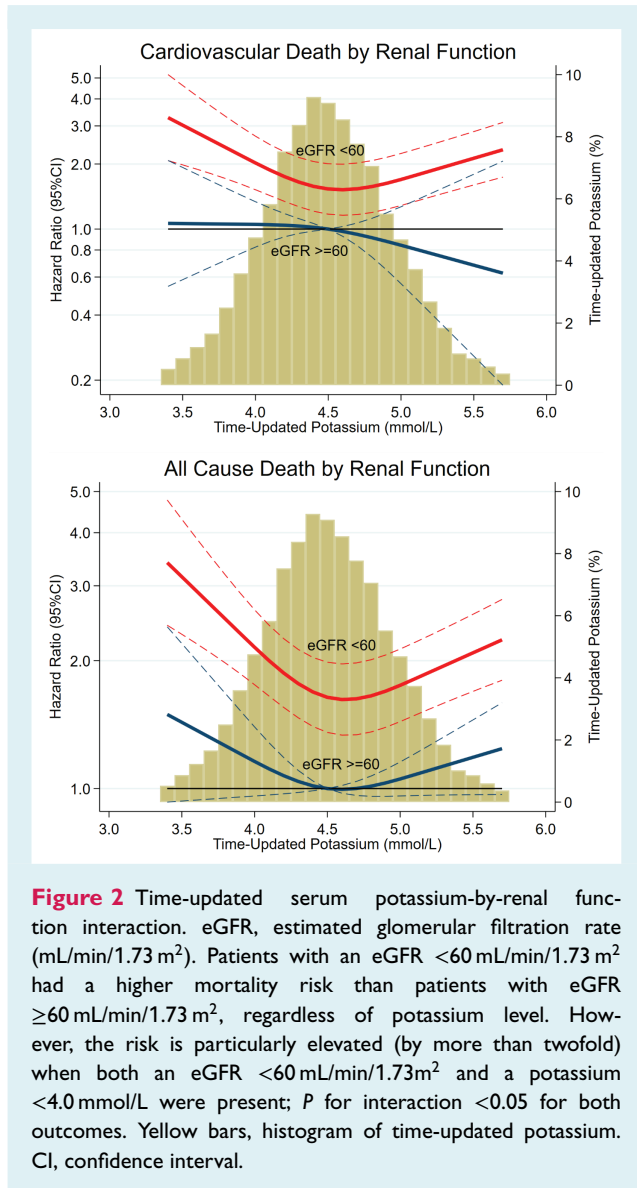 Cardiovascular Death by Renal Function
Hazard Ratio (95%CI)
5.0
4.0
3.0
2.0
1.0
0.8
0.6
0.4
0.2
eGFR <60
eGFR >=60
10
8
6
4
2
0
Time-updated Potassium (%)
3.0 3.5 4.0 4.5 5.0 5.5 6.0
Time-Updated Potassium (mmol/L)
All Cause Death by Renal Function
Hazard Ratio (95%CI)
5.0
4.0
3.0
2.0
1.0
eGFR <60
eGFR >=60
10
8
6
4
2
0
Time-Updated Potassium (%)
3.0 3.5 4.0 4.5 5.0 5.5 6.0
Time-Updated Potassium (mmol/L)
Figure 2 Time-updated serum potassium-by-renal func-
tion interaction. eGFR, estimated glomerular filtration rate
(mL/min/1.73 m²). Patients with an eGFR <60 mL/min/1.73 m²
had a higher mortality risk than patients with eGFR
≥60 mL/min/1.73 m², regardless of potassium level. How-
ever, the risk is particularly elevated (by more than twofold)
when both an eGFR <60 mL/min/1.73m² and a potassium
<4.0 mmol/L were present; P for interaction <0.05 for both
outcomes. Yellow bars, histogram of time-updated potassium.
CI, confidence interval.